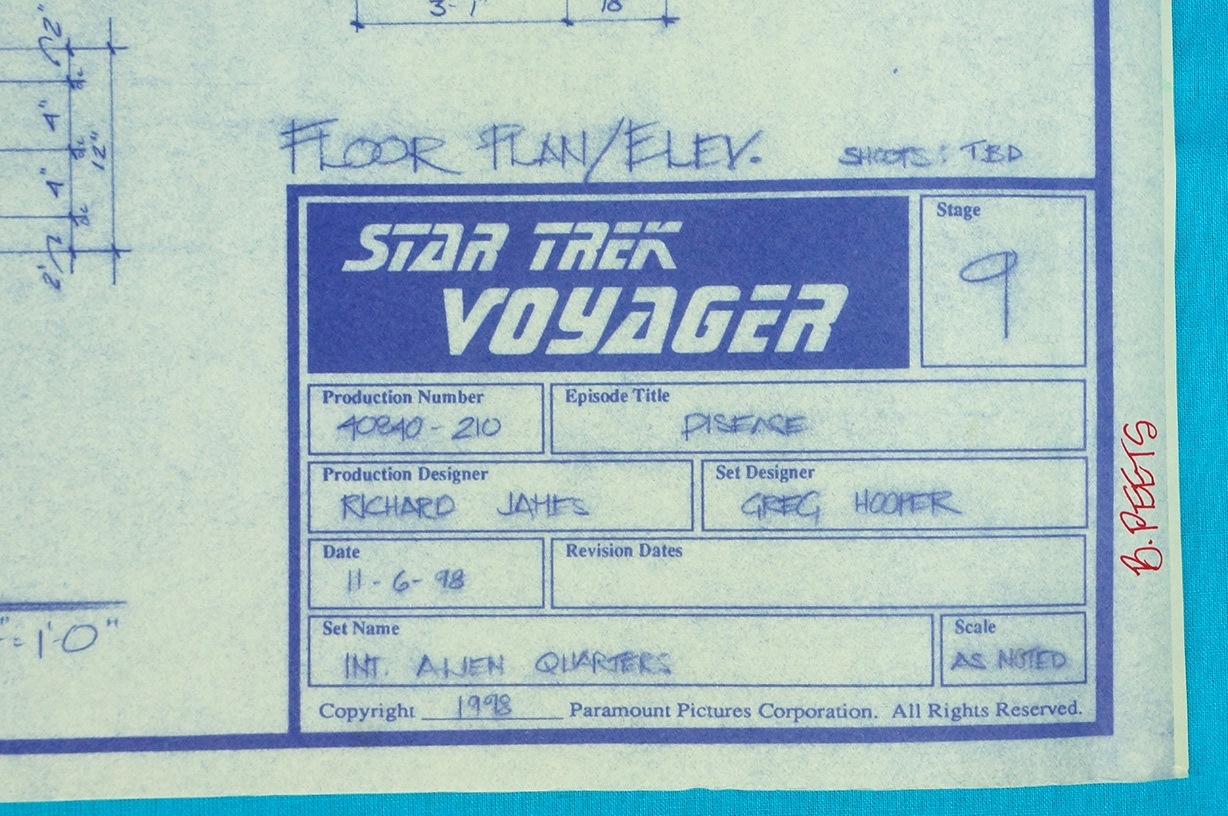 3'-1" 18"
2"
4"
12"
4"
2"
FLOOR PLAN/ELEV. SHOOTS: TBD
STAR TREK
VOYAGER
Stage
9
Production Number
40840-210
Episode Title
DISEASE
Production Designer
RICHARD JAMES
Set Designer
GREG HOOPER
Date
11-6-98
Revision Dates
Set Name
INT. ALIEN QUARTERS
Scale
AS NOTED
Copyright 1998 Paramount Pictures Corporation. All Rights Reserved.
"=1'-0"
B. PEETS